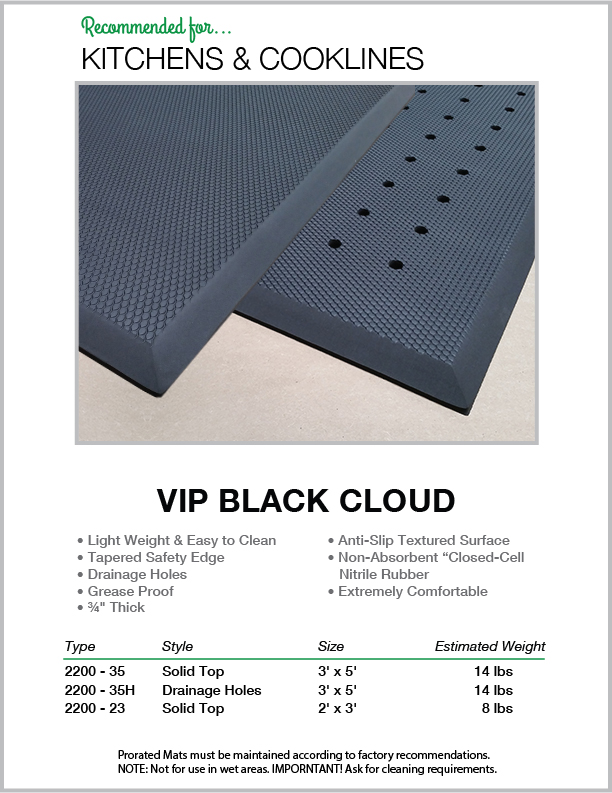 Recommended for...
KITCHENS & COOKLINES
VIP BLACK CLOUD
• Light Weight & Easy to Clean
• Tapered Safety Edge
• Drainage Holes
• Grease Proof
• ¾" Thick
• Anti-Slip Textured Surface
• Non-Absorbent “Closed-Cell
Nitrile Rubber
• Extremely Comfortable
Type Style Size Estimated Weight
2200 - 35 Solid Top 3' x 5' 14 lbs
2200 - 35H Drainage Holes 3' x 5' 14 lbs
2200 - 23 Solid Top 2' x 3' 8 lbs
Prorated Mats must be maintained according to factory recommendations.
NOTE: Not for use in wet areas. IMPORNTANT! Ask for cleaning requirements.